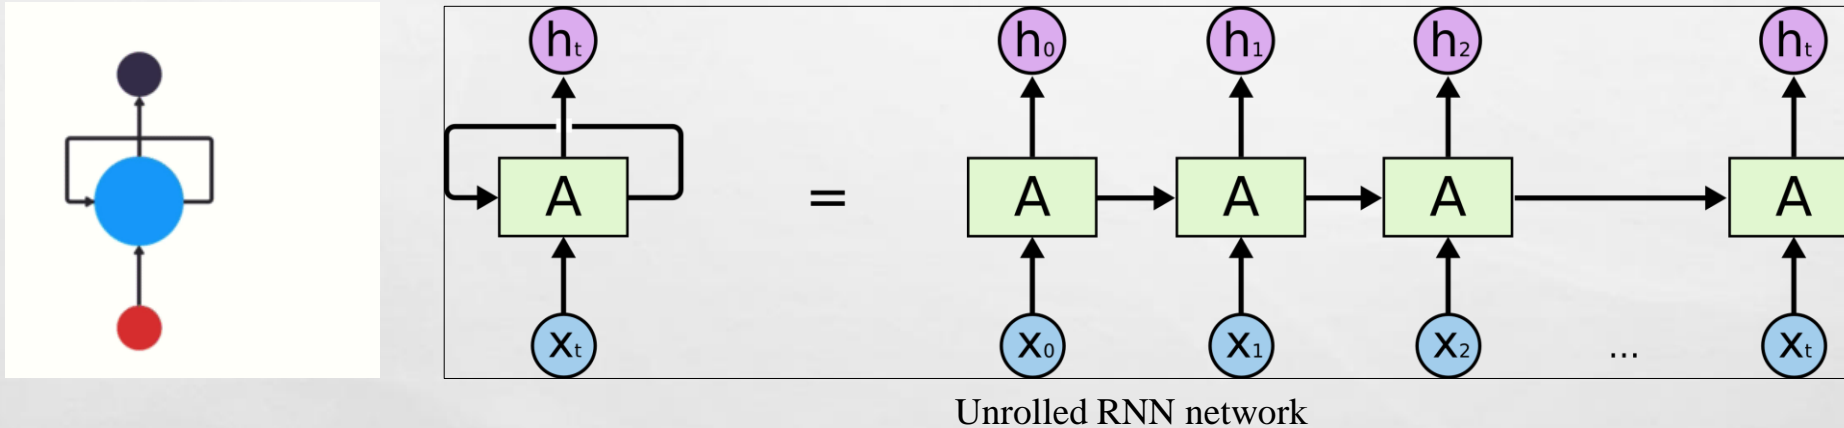 hₜ h₀ h₁ h₂ hₜ
A = A A A A
xₜ x₀ x₁ x₂ ... xₜ
Unrolled RNN network